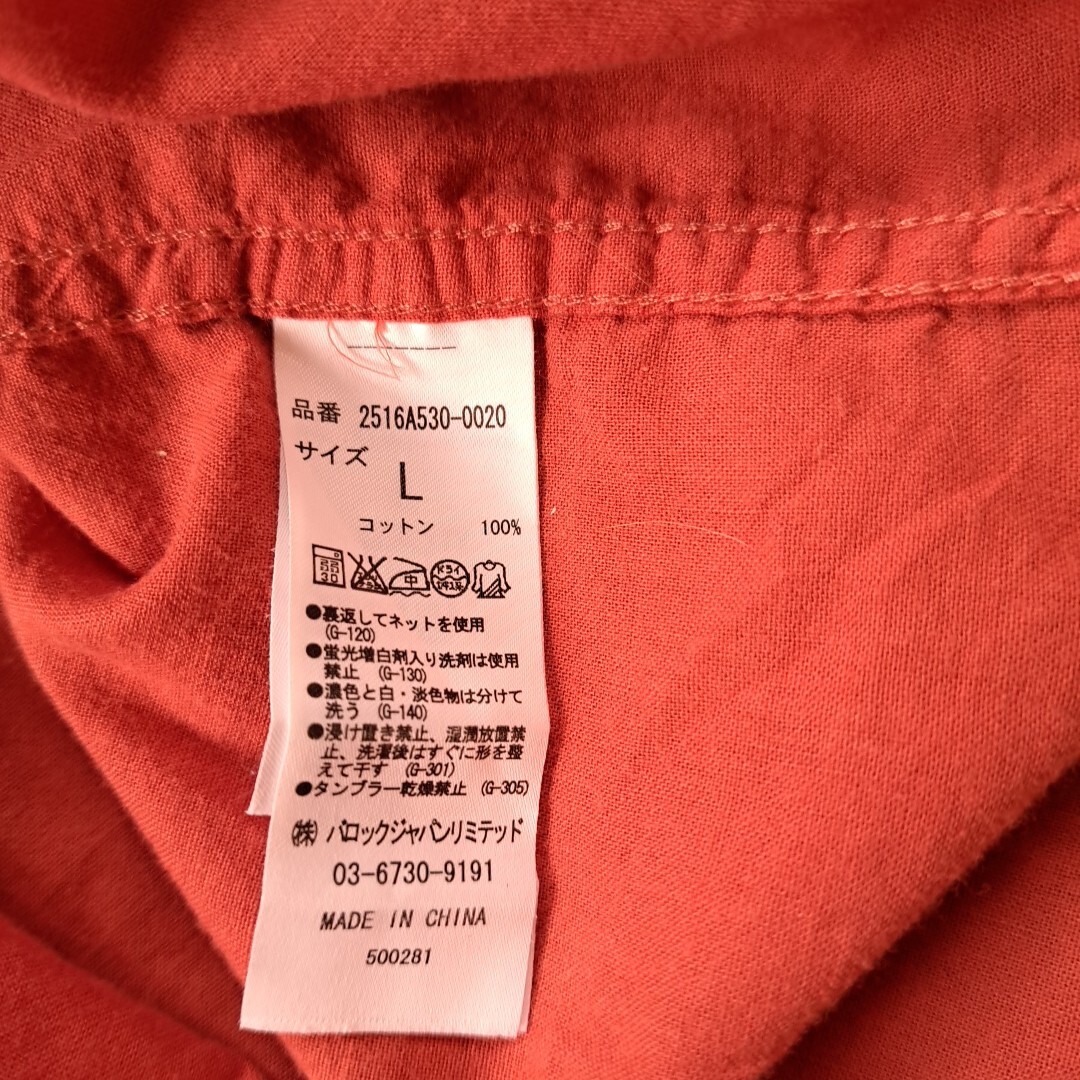 品番 2516A530-0020
サイズ
L
コットン 100%
中 ドライ
●裏返してネットを使用
(G-120)
●蛍光増白剤入り洗剤は使用
禁止 (G-130)
●濃色と白・淡色物は分けて
洗う (G-140)
●浸け置き禁止、湿潤放置禁
止、洗濯後はすぐに形を整
えて干す (G-301)
●タンブラー乾燥禁止 (G-305)
㈱ バロックジャパンリミテッド
03-6730-9191
MADE IN CHINA
500281